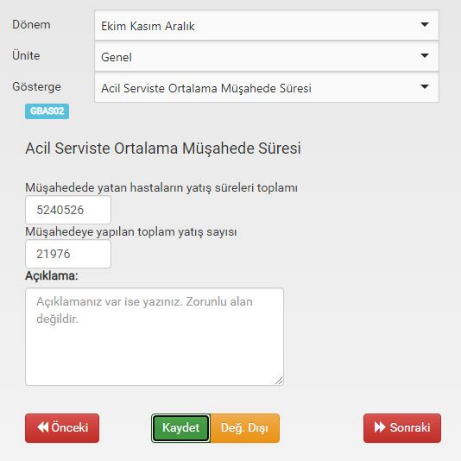 Dönem Ekim Kasım Aralık
Ünite Genel
Gösterge Acil Serviste Ortalama Müşahede Süresi
GBAS02
Acil Serviste Ortalama Müşahede Süresi
Müşahedede yatan hastaların yatış süreleri toplamı
5240526
Müşahedeye yapılan toplam yatış sayısı
21976
Açıklama:
Açıklamanız var ise yazınız. Zorunlu alan
değildir.
Önceki Kaydet Değ. Dışı Sonraki